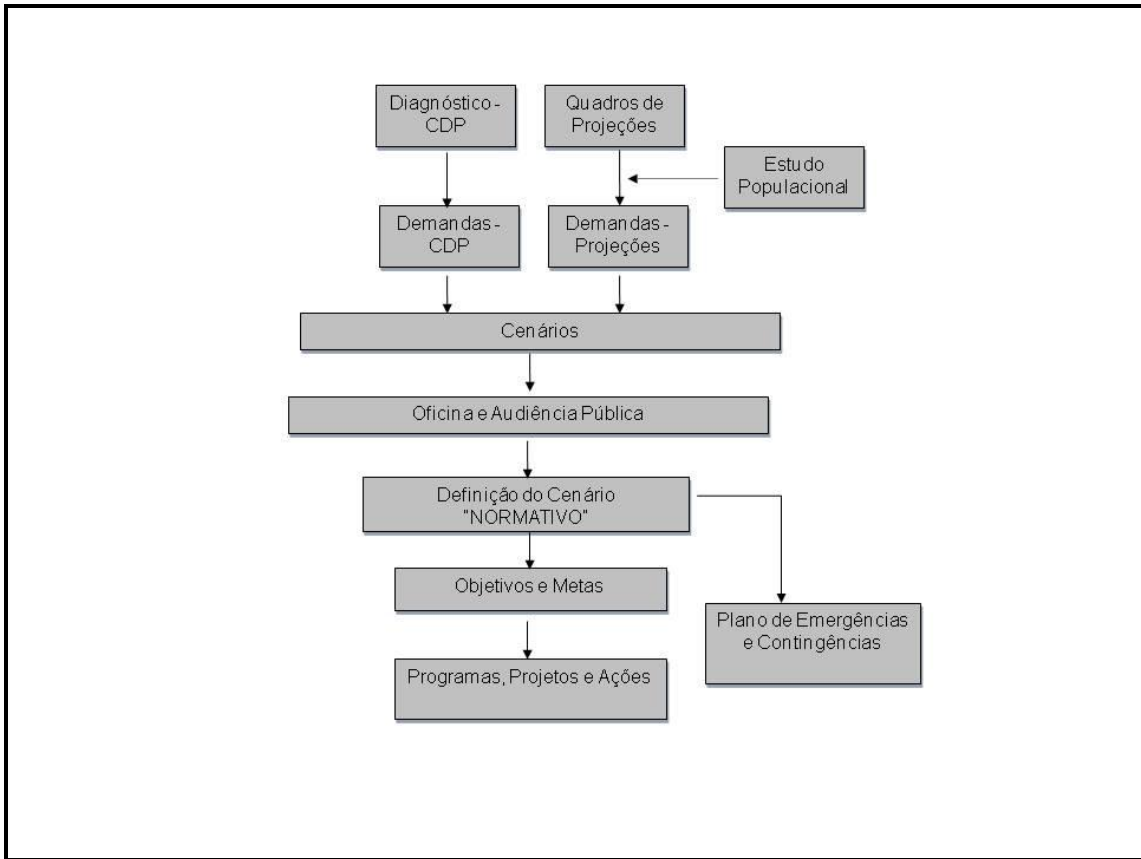 Diagnóstico -
CDP
Quadros de
Projeções
Estudo
Populacional
Demandas -
CDP
Demandas -
Projeções
Cenários
Oficina e Audiência Pública
Definição do Cenário
"NORMATIVO"
Objetivos e Metas
Plano de Emergências
e Contingências
Programas, Projetos e Ações